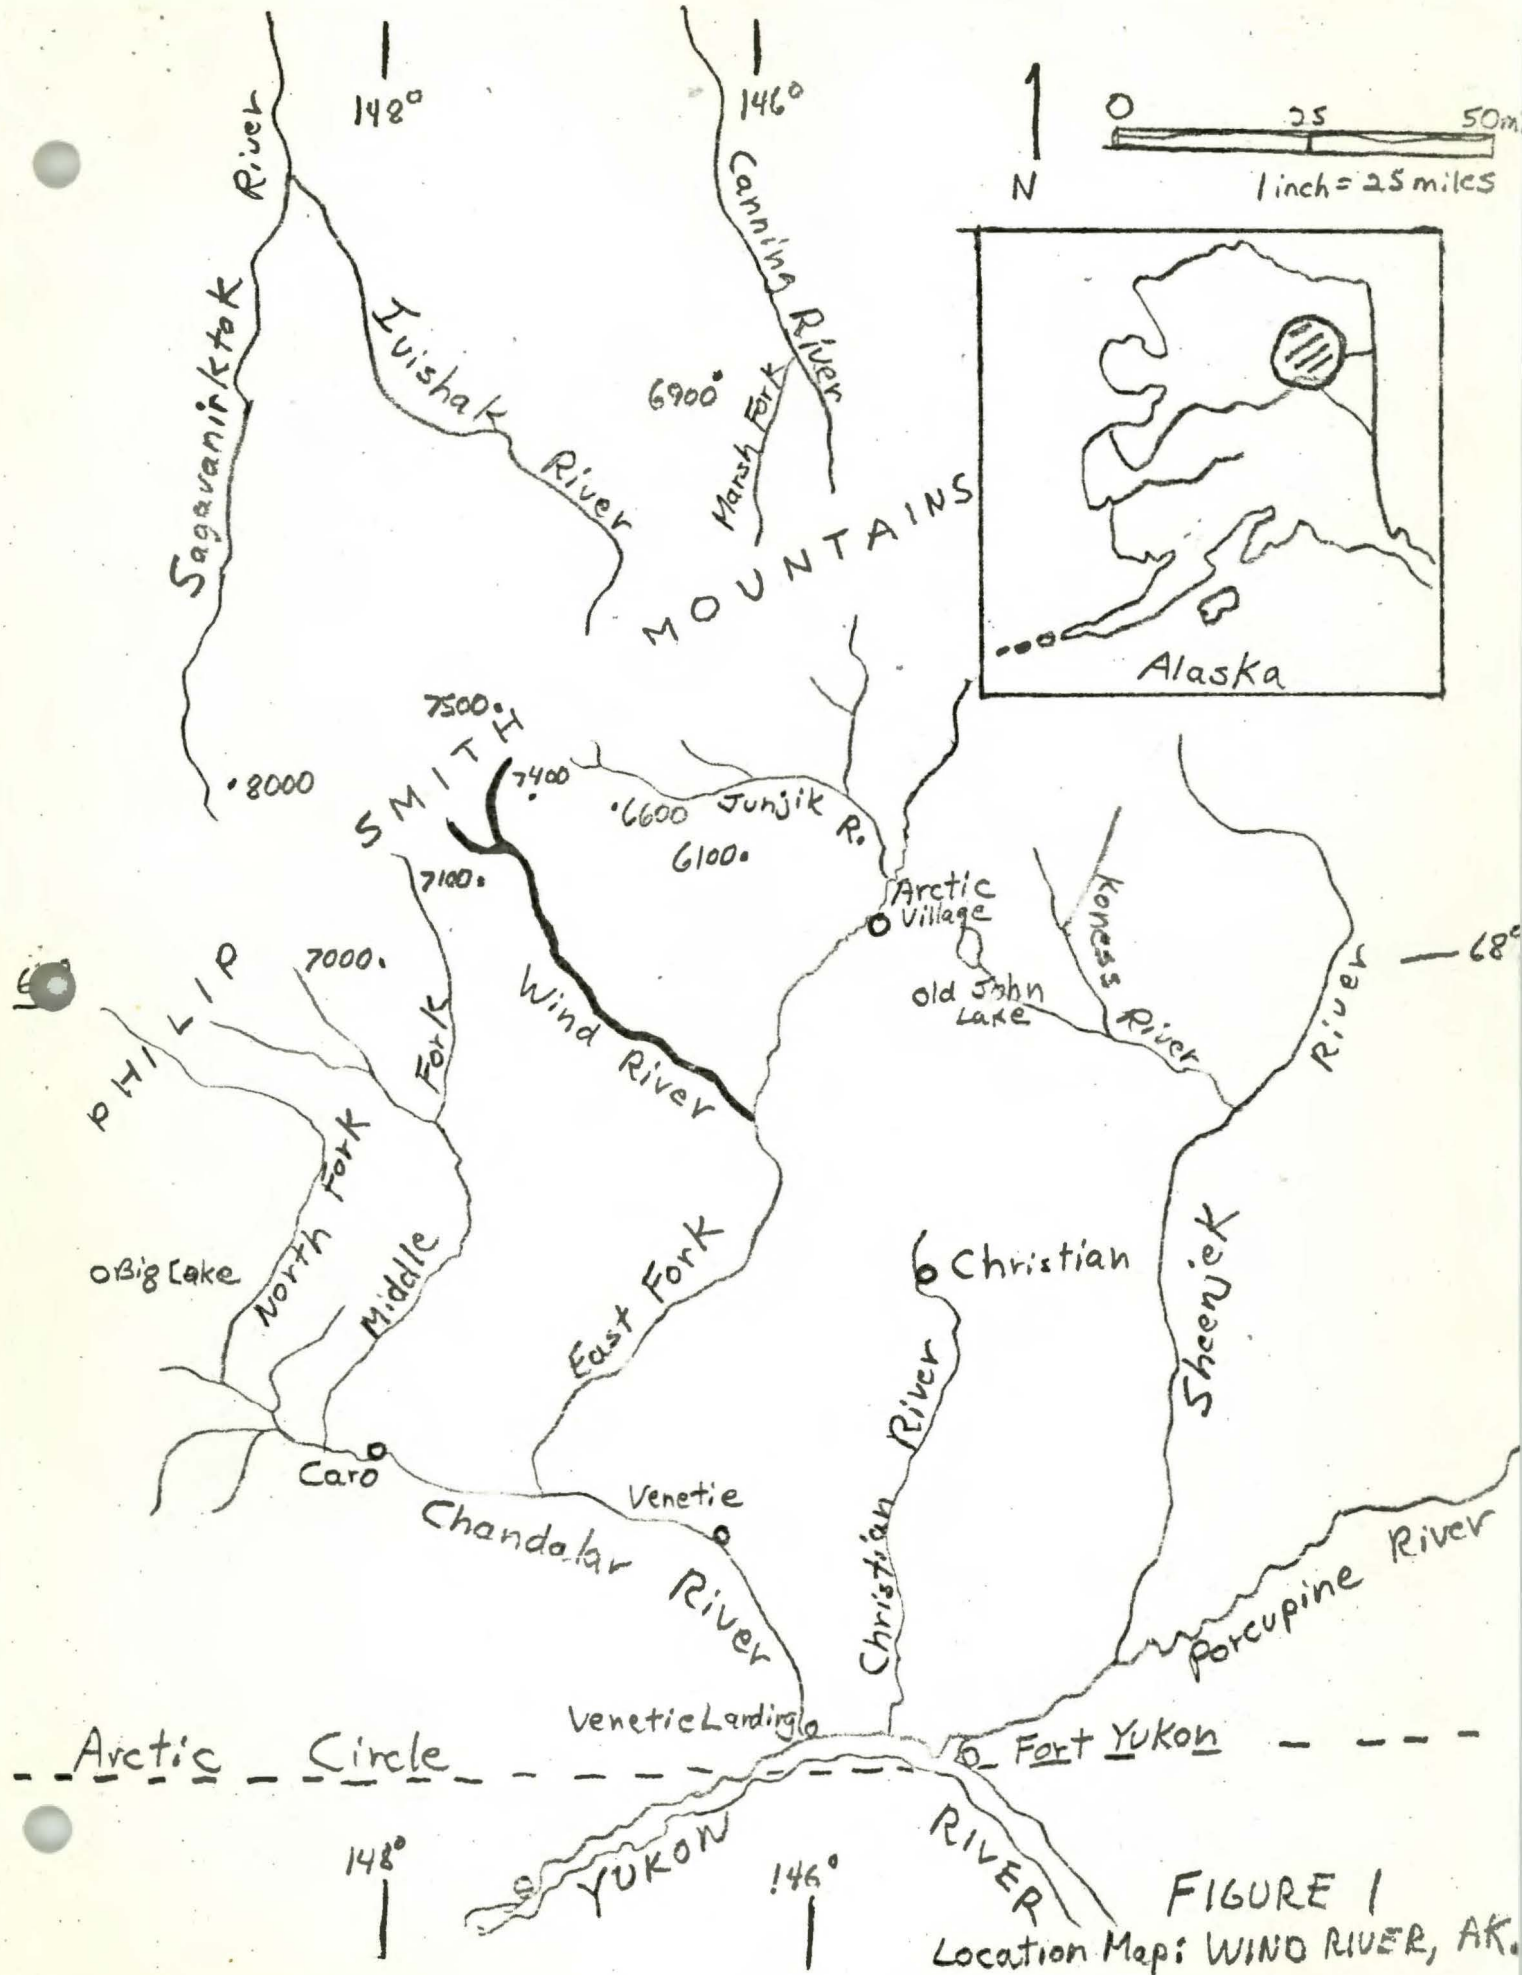 148°
146°
N
0 25 50m
1 inch = 25 miles
Sagavanirktok River
Ivishak River
Canning River
Marsh Fork
6900
Alaska
PHILIP SMITH MOUNTAINS
7500
7400
8000
6600
6100
7100
7000
Junjik R.
Arctic
Village
Old John
Lake
Koness River
68°
Sheenjek River
Wind River
North Fork
Middle Fork
East Fork
Big Lake
Christian
Christian River
Caro
Chandalar River
Venetie
Venetie Landing
Porcupine River
Arctic Circle
Fort Yukon
YUKON RIVER
148°
146°
FIGURE 1
Location Map: WIND RIVER, AK.